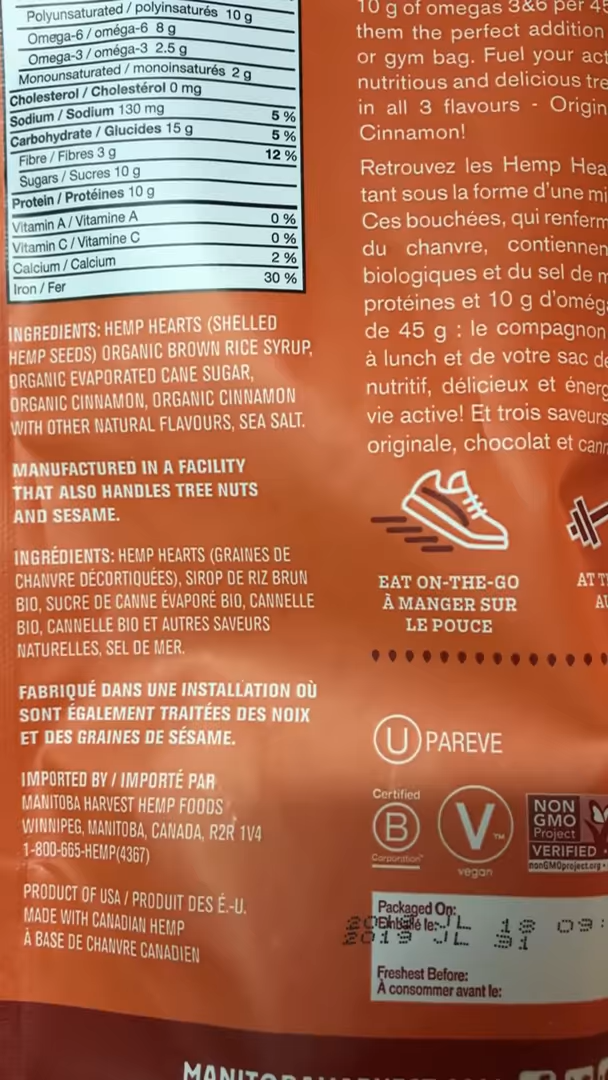 Polyunsaturated / polyinsaturés 10 g
Omega-6 / oméga-6 8 g
Omega-3 / oméga-3 2.5 g
Monounsaturated / monoinsaturés 2 g
Cholesterol / Cholestérol 0 mg
Sodium / Sodium 130 mg 5 %
Carbohydrate / Glucides 15 g 5 %
Fibre / Fibres 3 g 12 %
Sugars / Sucres 10 g
Protein / Protéines 10 g
Vitamin A / Vitamine A 0 %
Vitamin C / Vitamine C 0 %
Calcium / Calcium 2 %
Iron / Fer 30 %
INGREDIENTS: HEMP HEARTS (SHELLED
HEMP SEEDS) ORGANIC BROWN RICE SYRUP,
ORGANIC EVAPORATED CANE SUGAR,
ORGANIC CINNAMON, ORGANIC CINNAMON
WITH OTHER NATURAL FLAVOURS, SEA SALT.
MANUFACTURED IN A FACILITY
THAT ALSO HANDLES TREE NUTS
AND SESAME.
INGRÉDIENTS: HEMP HEARTS (GRAINES DE
CHANVRE DÉCORTIQUÉES), SIROP DE RIZ BRUN
BIO, SUCRE DE CANNE ÉVAPORÉ BIO, CANNELLE
BIO, CANNELLE BIO ET AUTRES SAVEURS
NATURELLES, SEL DE MER.
FABRIQUÉ DANS UNE INSTALLATION OÙ
SONT ÉGALEMENT TRAITÉES DES NOIX
ET DES GRAINES DE SÉSAME.
IMPORTED BY / IMPORTÉ PAR
MANITOBA HARVEST HEMP FOODS
WINNIPEG, MANITOBA, CANADA, R2R 1V4
1-800-665-HEMP(4367)
PRODUCT OF USA / PRODUIT DES É.-U.
MADE WITH CANADIAN HEMP
À BASE DE CHANVRE CANADIEN
10 g of omegas 3&6 per 45
them the perfect addition
or gym bag. Fuel your act
nutritious and delicious tre
in all 3 flavours - Origin
Cinnamon!
Retrouvez les Hemp Hea
tant sous la forme d'une mi
Ces bouchées, qui renferm
du chanvre, contiennen
biologiques et du sel de m
protéines et 10 g d'oméga
de 45 g : le compagnon
à lunch et de votre sac de
nutritif, délicieux et énerg
vie active! Et trois saveurs
originale, chocolat et cann
EAT ON-THE-GO
À MANGER SUR
LE POUCE
AT T
AU
U PAREVE
Certified
B
Corporation
V TM
vegan
NON
GMO
Project
VERIFIED
nonGMOproject.org
Packaged On:
Emballé le:
JL 18 09:
2019 JL 31
Freshest Before:
À consommer avant le: